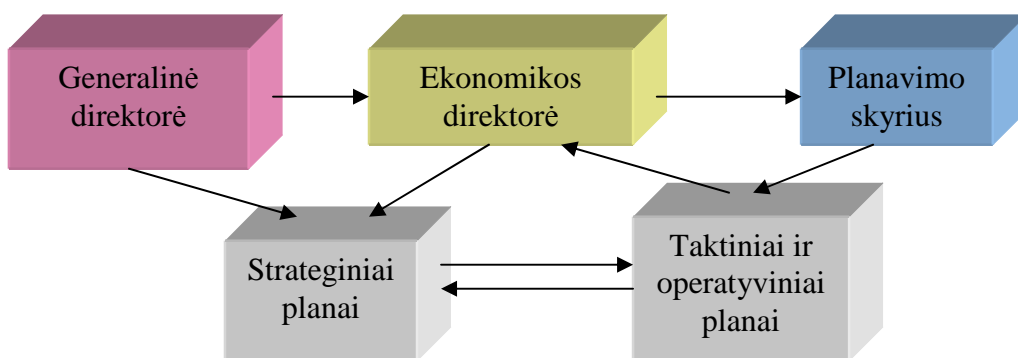 Generalinė
direktorė
Ekonomikos
direktorė
Planavimo
skyrius
Strateginiai
planai
Taktiniai ir
operatyviniai
planai